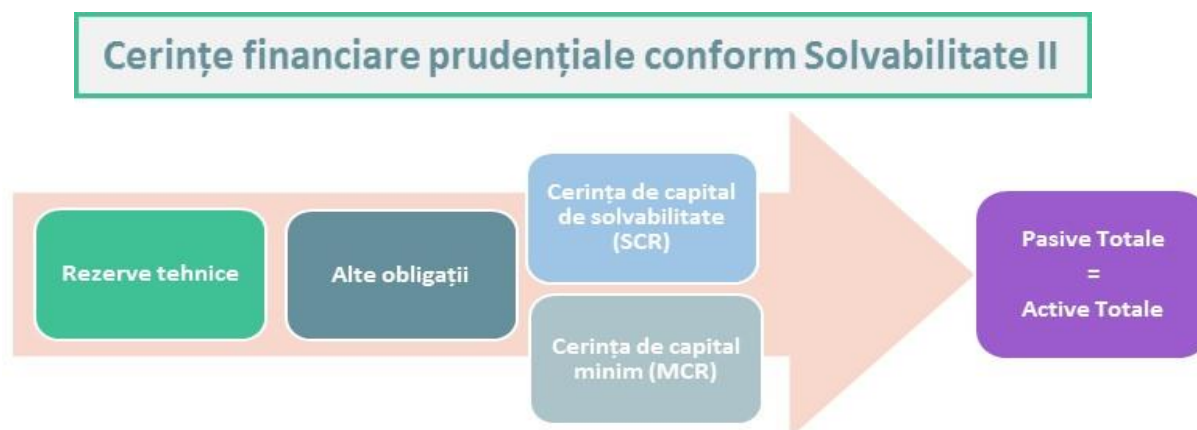 Cerințe financiare prudențiale conform Solvabilitate II
Rezerve tehnice
Alte obligații
Cerința de capital
de solvabilitate
(SCR)
Cerința de capital
minim (MCR)
Pasive Totale
=
Active Totale